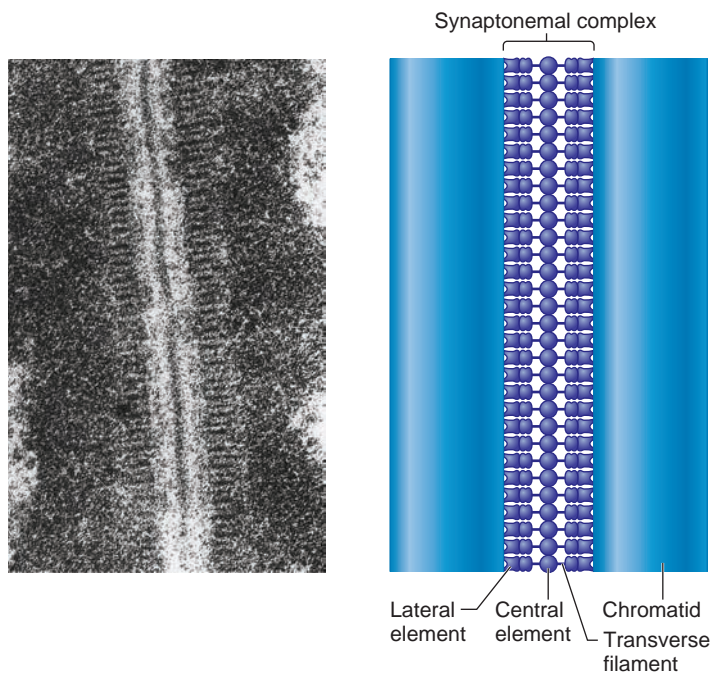 Synaptonemal complex
Lateral
element
Central
element
Chromatid
Transverse
filament